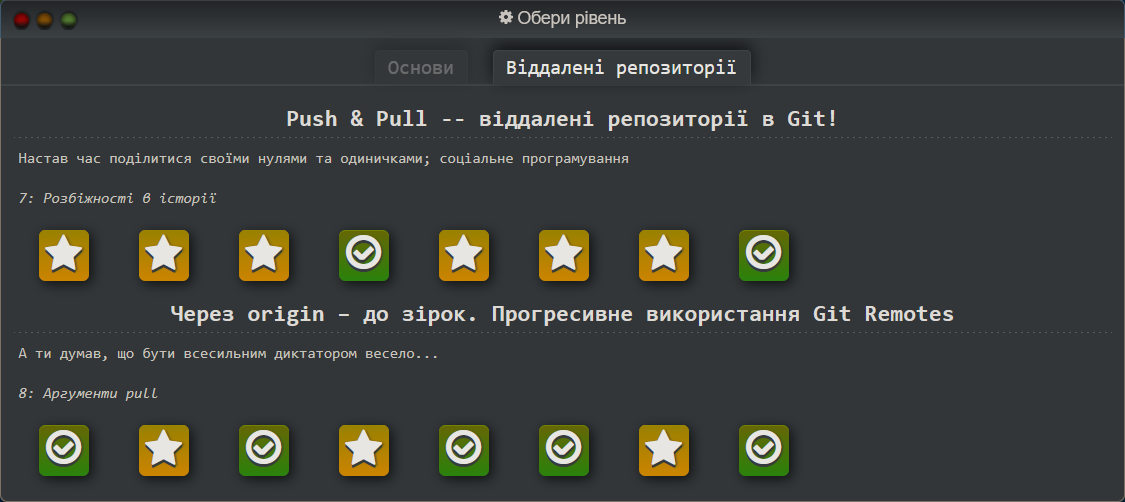 Обери рівень
Основи
Віддалені репозиторії
Push & Pull -- віддалені репозиторії в Git!
Настав час поділитися своїми нулями та одиничками; соціальне програмування
7: Розбіжності в історії
Через origin – до зірок. Прогресивне використання Git Remotes
А ти думав, що бути всесильним диктатором весело...
8: Аргументи pull